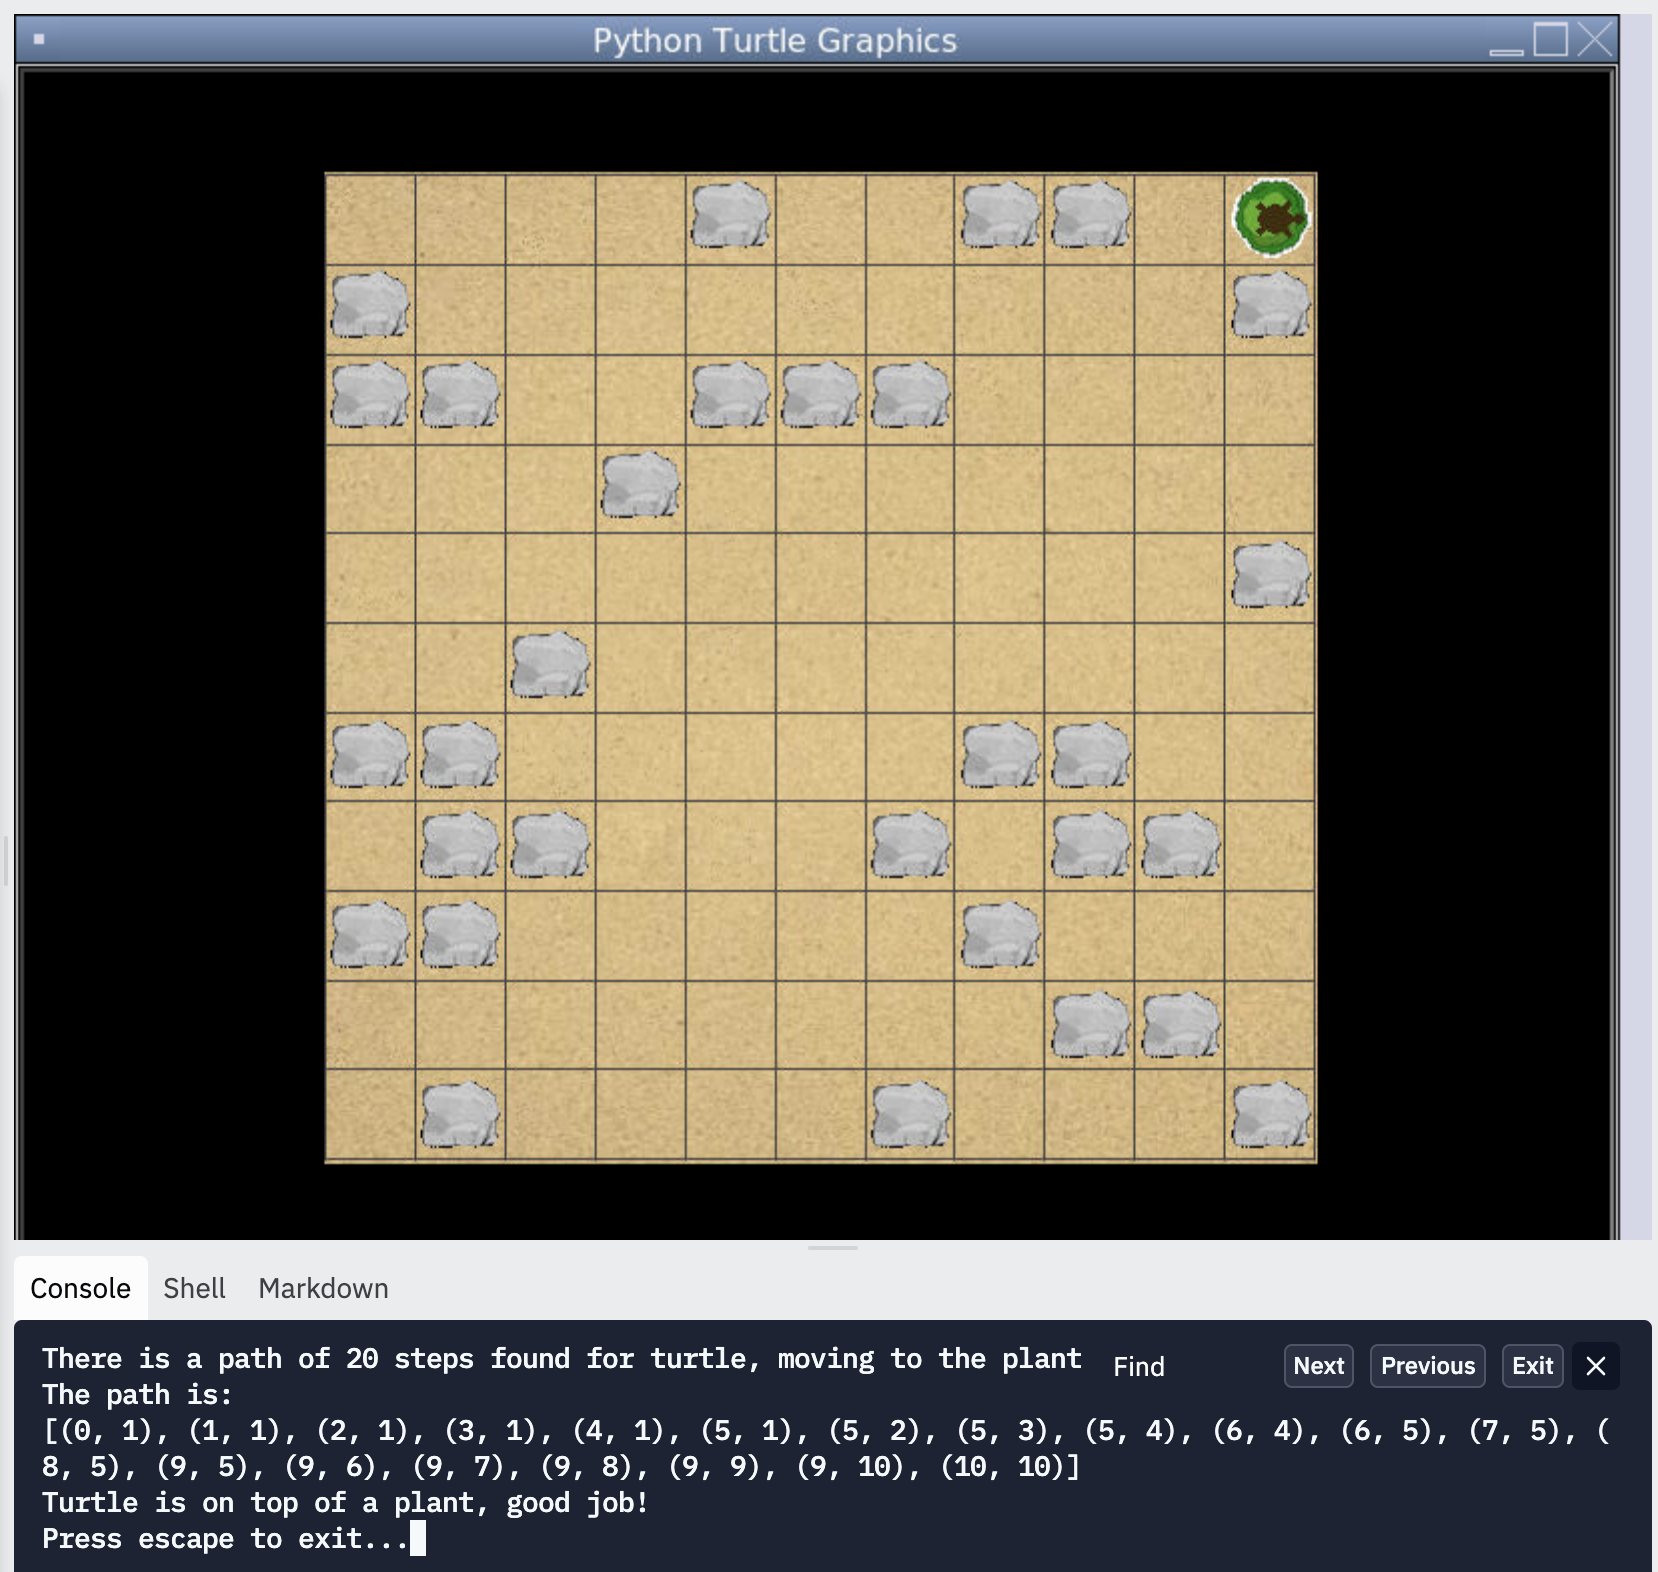 Python Turtle Graphics
Console Shell Markdown
There is a path of 20 steps found for turtle, moving to the plant
Find Next Previous Exit
The path is:
[(0, 1), (1, 1), (2, 1), (3, 1), (4, 1), (5, 1), (5, 2), (5, 3), (5, 4), (6, 4), (6, 5), (7, 5), (
8, 5), (9, 5), (9, 6), (9, 7), (9, 8), (9, 9), (9, 10), (10, 10)]
Turtle is on top of a plant, good job!
Press escape to exit...